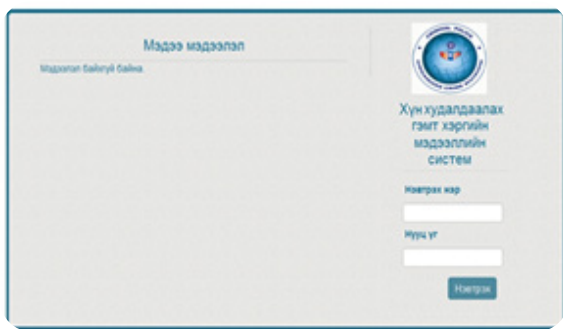 Мэдээ мэдээлэл
Мэдээлэл байхгүй байна.
Хүн худалдаалах
гэмт хэргийн
мэдээллийн
систем
Нэвтрэх нэр
Нууц үг
Нэвтрэх